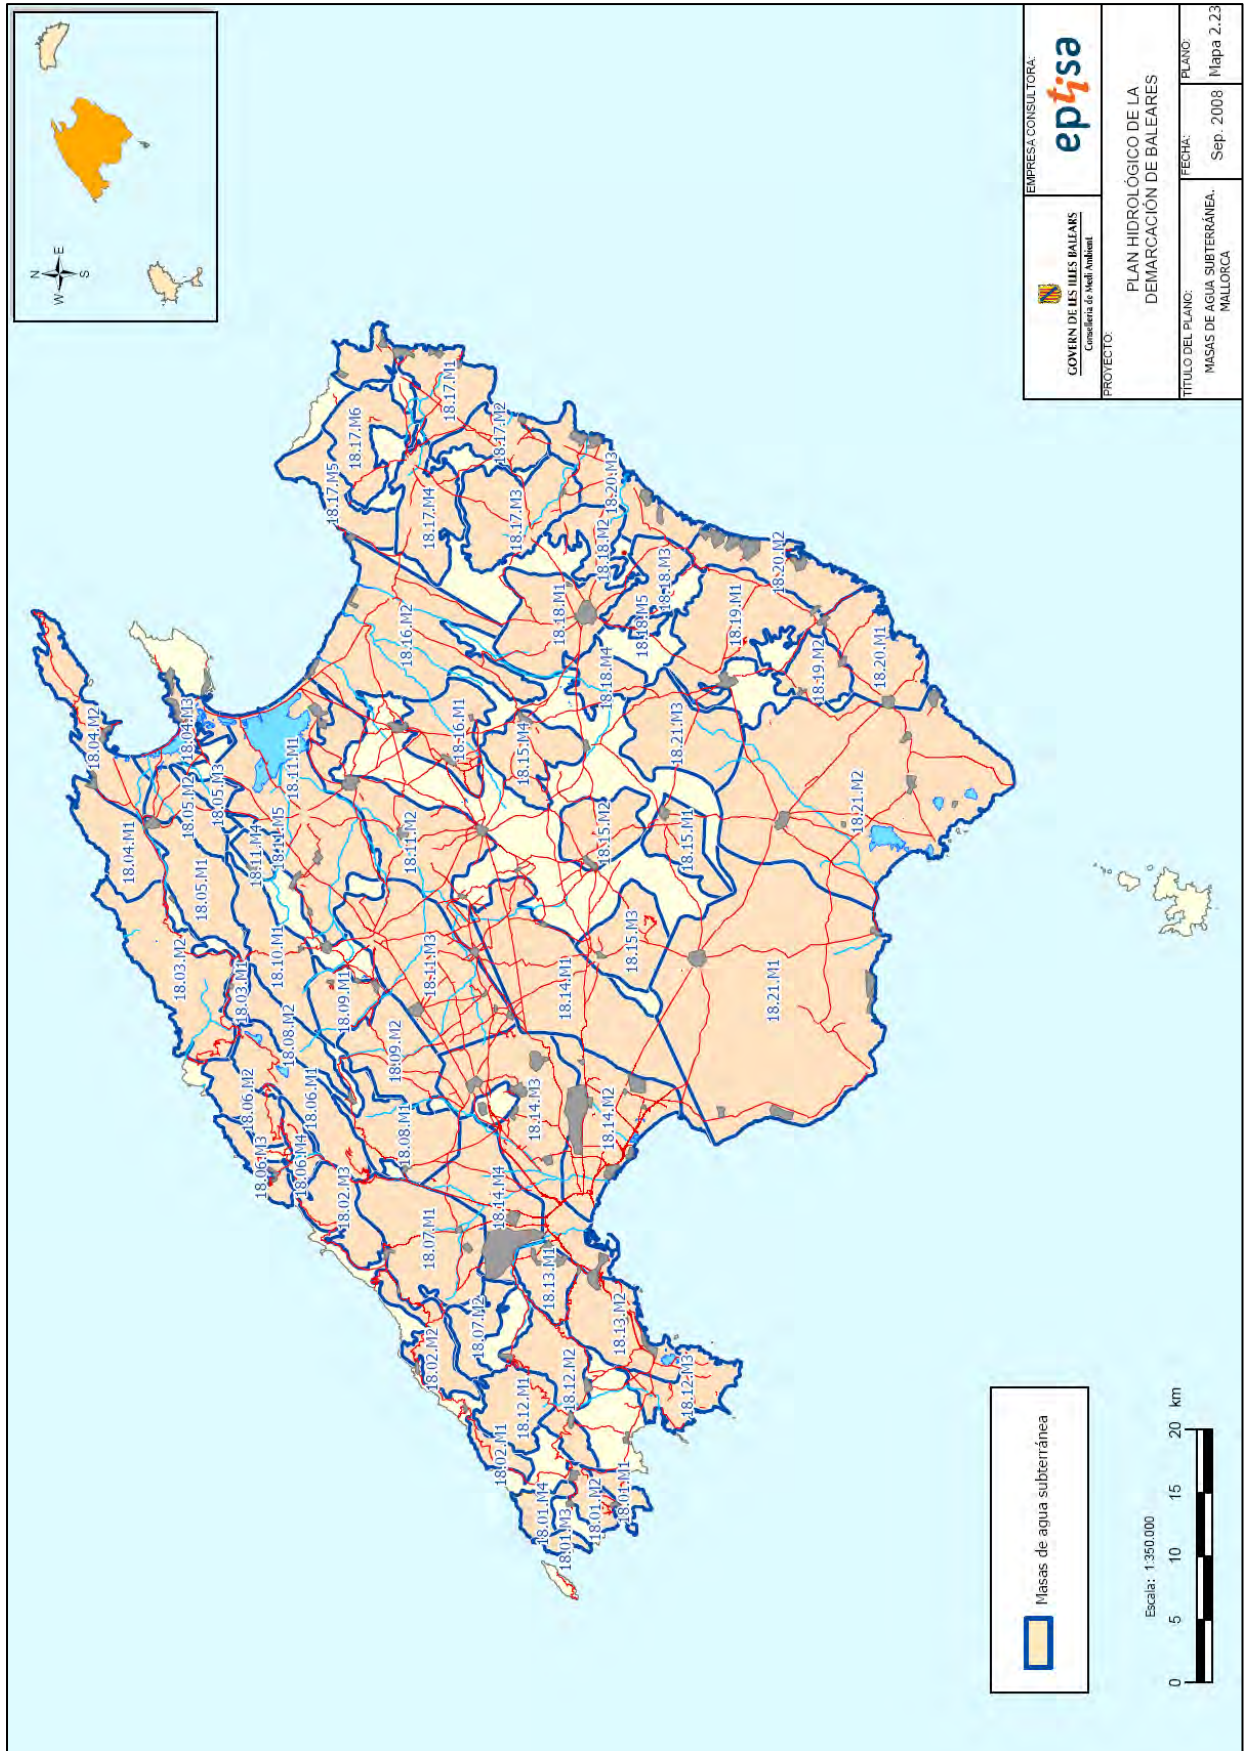 N
W
E
S
18.04.M2
18.04.M3
18.04.M1
18.05.M2
18.05.M3
18.05.M1
18.11.M1
18.11.M4
18.11.M5
18.03.M2
18.03.M1
18.10.M1
18.08.M2
18.09.M1
18.09.M2
18.11.M3
18.11.M2
18.06.M2
18.06.M1
18.06.M3
18.06.M4
18.02.M3
18.08.M1
18.07.M1
18.14.M4
18.14.M3
18.14.M2
18.14.M1
18.16.M2
18.16.M1
18.15.M4
18.15.M2
18.15.M1
18.15.M3
18.17.M5
18.17.M6
18.17.M1
18.17.M4
18.17.M2
18.17.M3
18.20.M3
18.18.M2
18.18.M1
18.18.M3
18.18.M5
18.18.M4
18.19.M1
18.20.M2
18.19.M2
18.20.M1
18.21.M3
18.21.M2
18.21.M1
18.02.M2
18.07.M2
18.13.M1
18.13.M2
18.12.M1
18.12.M2
18.12.M3
18.02.M1
18.01.M4
18.01.M3
18.01.M2
18.01.M1
Masas de agua subterránea
Escala: 1:350.000
0 5 10 15 20 km
GOVERN DE LES ILLES BALEARS
Conselleria de Medi Ambient
EMPRESA CONSULTORA:
eptisa
PROYECTO:
PLAN HIDROLÓGICO DE LA
DEMARCACIÓN DE BALEARES
TÍTULO DEL PLANO:
MASAS DE AGUA SUBTERRÁNEA.
MALLORCA
FECHA:
Sep. 2008
PLANO:
Mapa 2.23